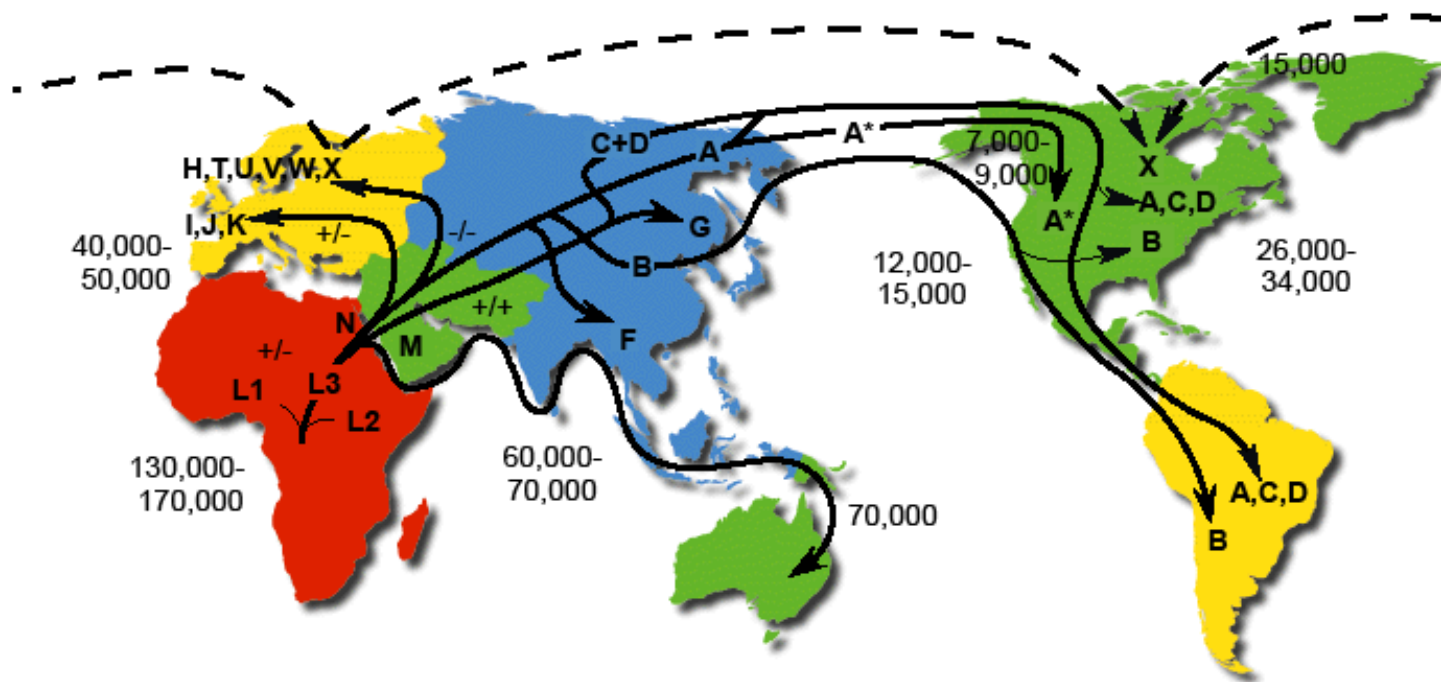 15,000
C+D
A
A*
7,000-
9,000
X
H,T,U,V,W,X
A,C,D
I,J,K
+/-
-/-
G
A*
B
40,000-
50,000
B
12,000-
15,000
26,000-
34,000
+/+
N
M
F
+/-
L1
L3
L2
130,000-
170,000
60,000-
70,000
70,000
A,C,D
B